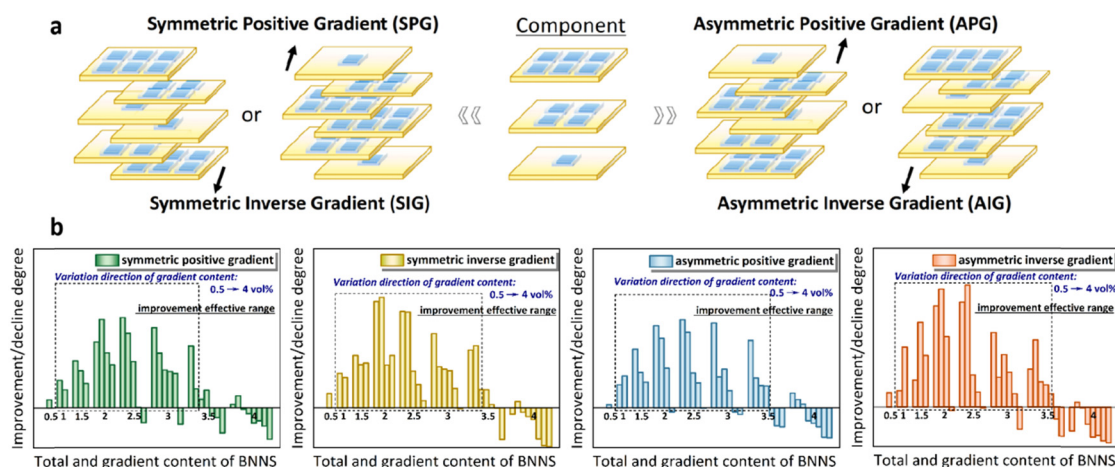 a
Symmetric Positive Gradient (SPG)
Component
Asymmetric Positive Gradient (APG)
or
or
Symmetric Inverse Gradient (SIG)
Asymmetric Inverse Gradient (AIG)
b
Improvement/decline degree
symmetric positive gradient
Variation direction of gradient content:
0.5 → 4 vol%
improvement effective range
0.5 1 1.5 2 2.5 3 3.5 4
Total and gradient content of BNNS
Improvement/decline degree
symmetric inverse gradient
Variation direction of gradient content:
0.5 → 4 vol%
improvement effective range
0.5 1 1.5 2 2.5 3 3.5 4
Total and gradient content of BNNS
Improvement/decline degree
asymmetric positive gradient
Variation direction of gradient content:
0.5 → 4 vol%
improvement effective range
0.5 1 1.5 2 2.5 3 3.5 4
Total and gradient content of BNNS
Improvement/decline degree
asymmetric inverse gradient
Variation direction of gradient content:
0.5 → 4 vol%
improvement effective range
0.5 1 1.5 2 2.5 3 3.5 4
Total and gradient content of BNNS